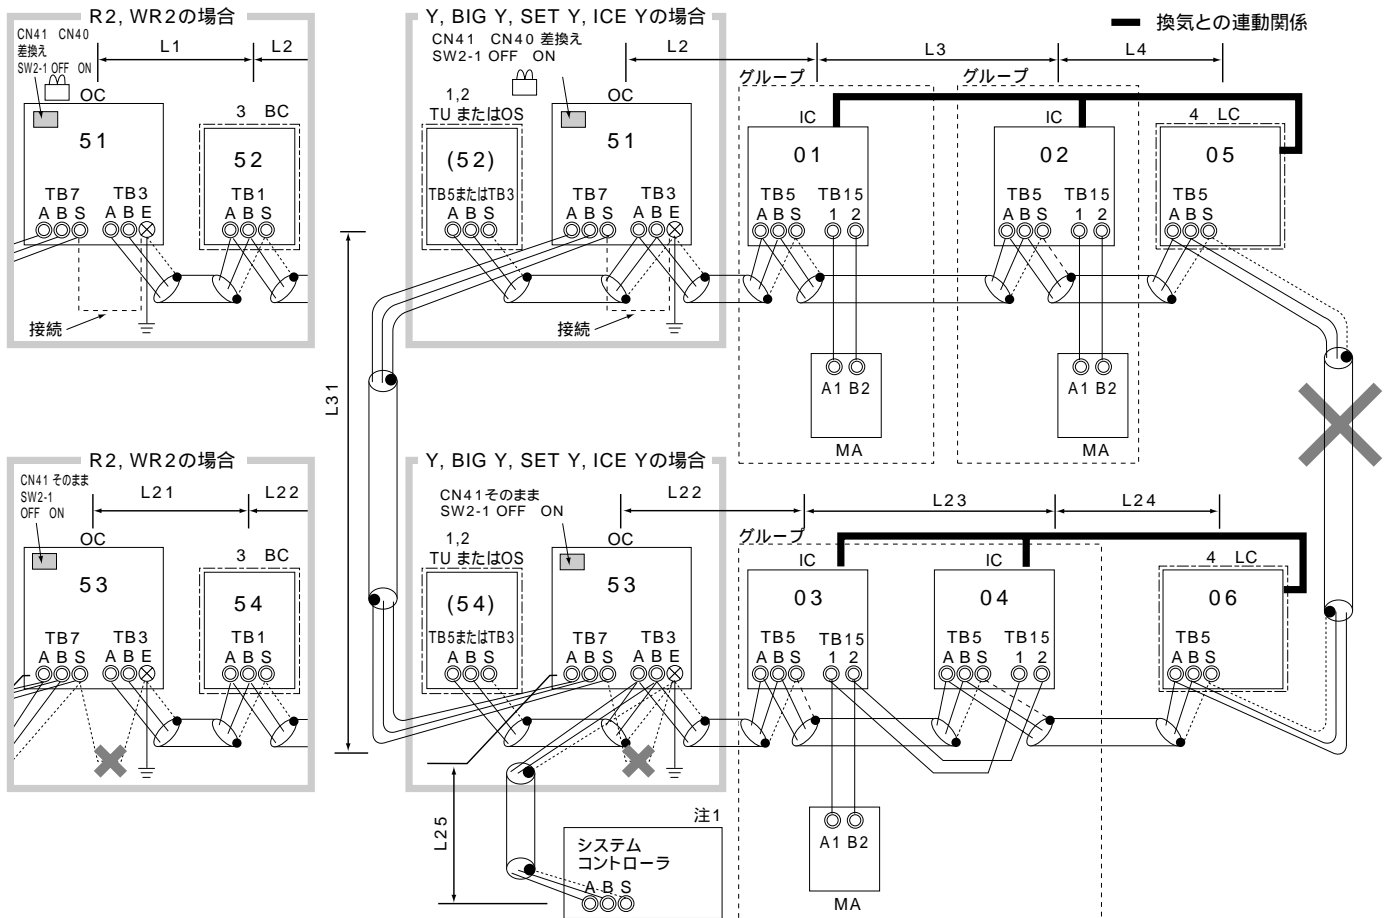 R2, WR2の場合
CN41 CN40
差換え
SW2-1 OFF ON
L1
L2
OC
51
TB7
TB3
A B S
A B E
3 BC
52
TB1
A B S
接続
Y, BIG Y, SET Y, ICE Yの場合
CN41 CN40 差換え
SW2-1 OFF ON
L2
1,2
TU またはOS
(52)
TB5またはTB3
A B S
OC
51
TB7
TB3
A B S
A B E
接続
換気との連動関係
L3
L4
グループ
IC
01
TB5
TB15
A B S
1 2
A1 B2
MA
グループ
IC
02
TB5
TB15
A B S
1 2
A1 B2
MA
4 LC
05
TB5
A B S
L31
R2, WR2の場合
CN41 そのまま
SW2-1
OFF ON
L21
L22
OC
53
TB7
TB3
A B S
A B E
3 BC
54
TB1
A B S
Y, BIG Y, SET Y, ICE Yの場合
CN41そのまま
SW2-1 OFF ON
L22
1,2
TU またはOS
(54)
TB5またはTB3
A B S
OC
53
TB7
TB3
A B S
A B E
L23
L24
グループ
IC
03
TB5
TB15
A B S
1 2
A1 B2
MA
IC
04
TB5
TB15
A B S
1 2
4 LC
06
TB5
A B S
L25
注1
システム
コントローラ
A B S